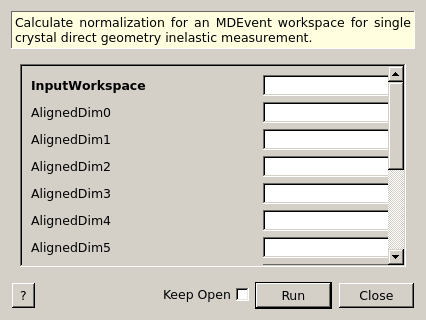 Calculate normalization for an MDEvent workspace for single
crystal direct geometry inelastic measurement.
InputWorkspace
AlignedDim0
AlignedDim1
AlignedDim2
AlignedDim3
AlignedDim4
AlignedDim5
? Keep Open Run Close